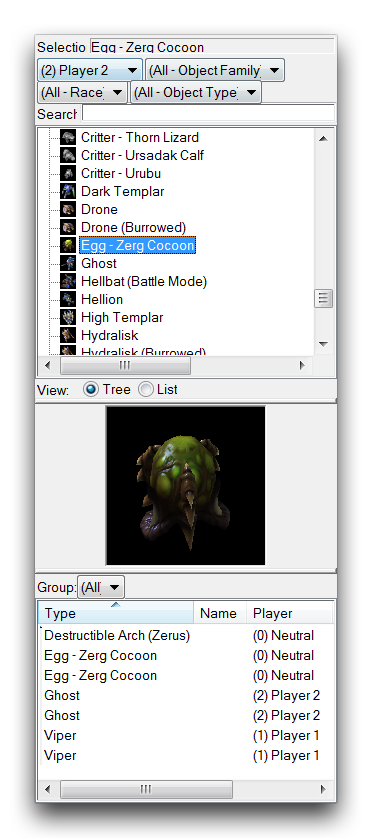 Selectio Egg - Zerg Cocoon
(2) Player 2 (All - Object Family)
(All - Race) (All - Object Type)
Search
Critter - Thorn Lizard
Critter - Ursadak Calf
Critter - Urubu
Dark Templar
Drone
Drone (Burrowed)
Egg - Zerg Cocoon
Ghost
Hellbat (Battle Mode)
Hellion
High Templar
Hydralisk
Hydralisk (Burrowed)
View: Tree List
Group: (All)
Type Name Player
Destructible Arch (Zerus) (0) Neutral
Egg - Zerg Cocoon (0) Neutral
Egg - Zerg Cocoon (0) Neutral
Ghost (2) Player 2
Ghost (2) Player 2
Viper (1) Player 1
Viper (1) Player 1